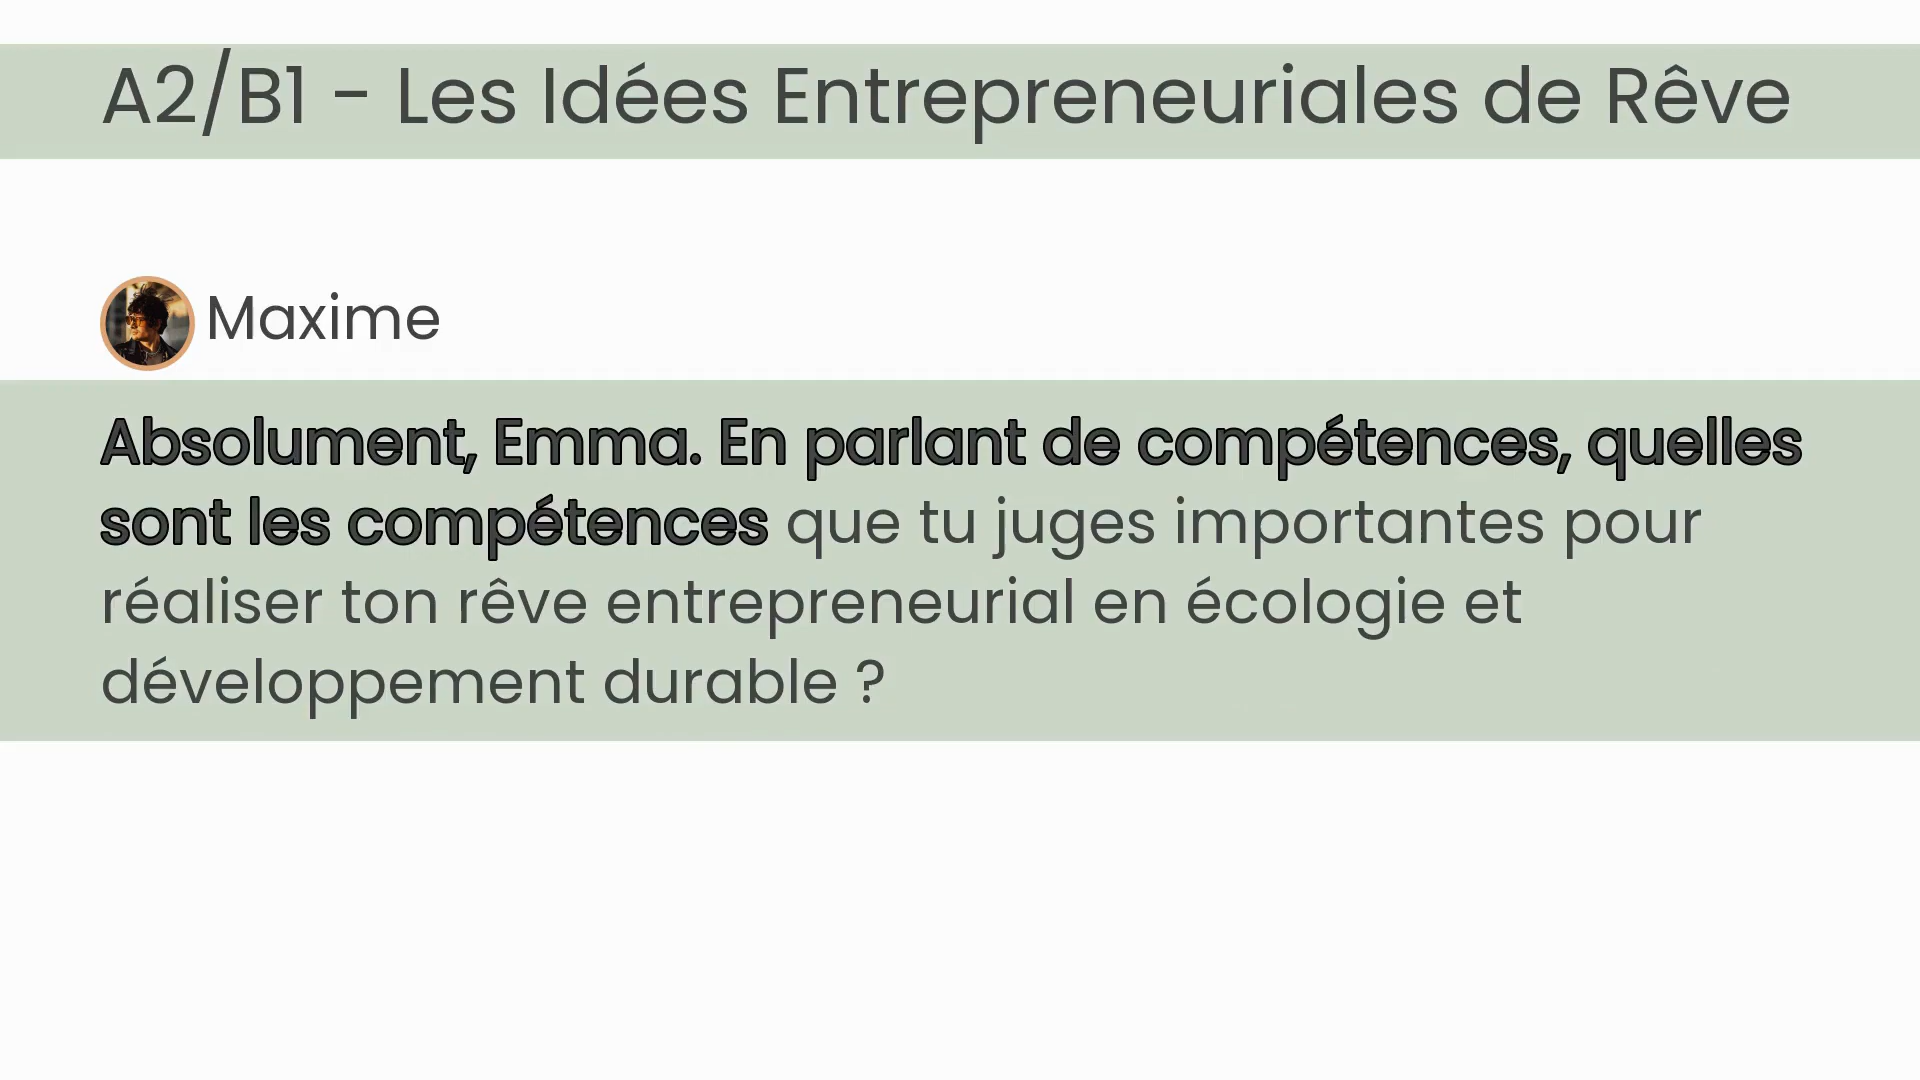 A2/B1 - Les Idées Entrepreneuriales de Rêve
Maxime
Absolument, Emma. En parlant de compétences, quelles
sont les compétences que tu juges importantes pour
réaliser ton rêve entrepreneurial en écologie et
développement durable ?